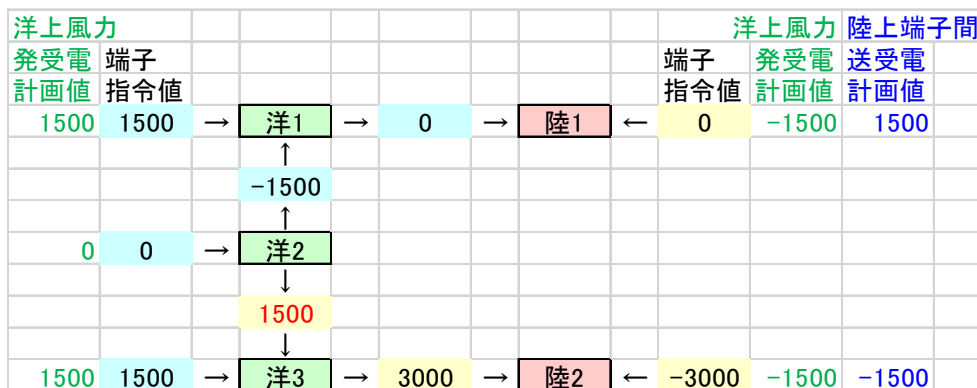 洋上風力 洋上風力 陸上端子間
発受電 端子 端子 発受電 送受電
計画値 指令値 指令値 計画値 計画値
1500 1500 → 洋1 → 0 → 陸1 ← 0 -1500 1500
↑
-1500
↑
0 0 → 洋2
↓
1500
↓
1500 1500 → 洋3 → 3000 → 陸2 ← -3000 -1500 -1500